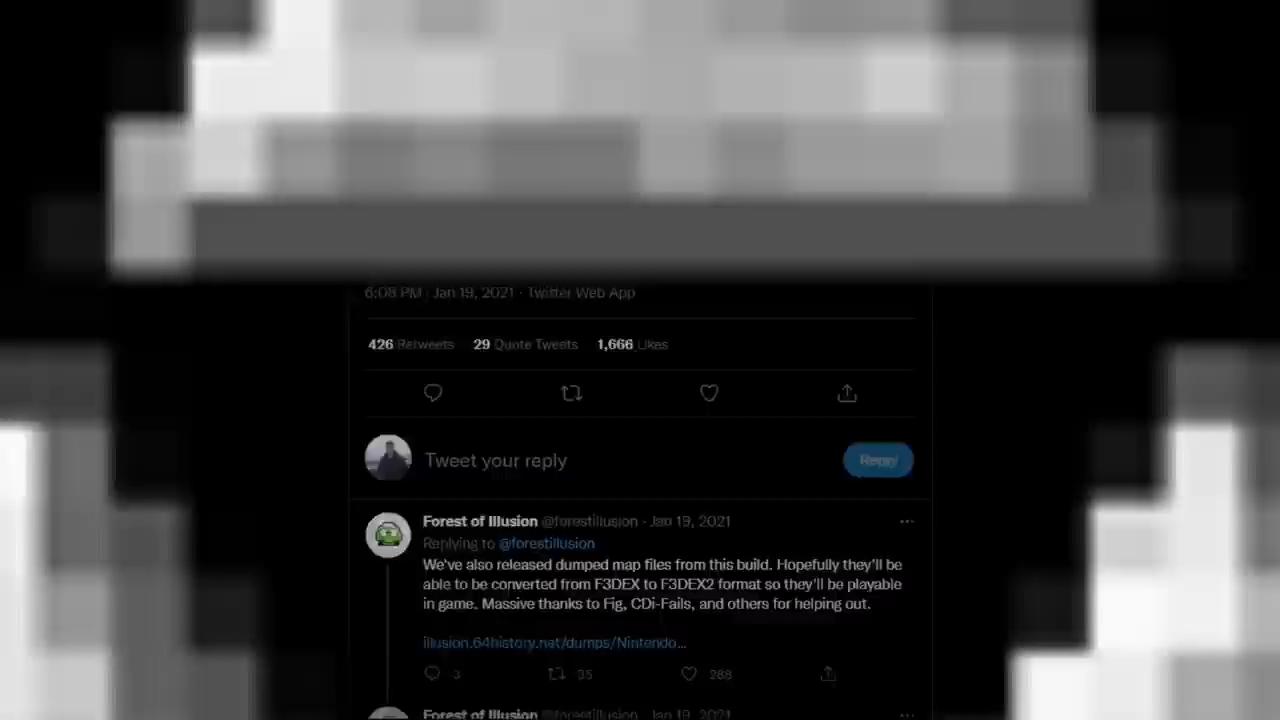 6:08 PM · Jan 19, 2021 · Twitter Web App
426 Retweets 29 Quote Tweets 1,666 Likes
Tweet your reply
Reply
Forest of Illusion @forestillusion · Jan 19, 2021
Replying to @forestillusion
We've also released dumped map files from this build. Hopefully they'll be
able to be converted from F3DEX to F3DEX2 format so they'll be playable
in game. Massive thanks to Fig, CDi-Fails, and others for helping out.
illusion.64history.net/dumps/Nintendo...
3 35 288
Forest of Illusion @forestillusion · Jan 19, 2021